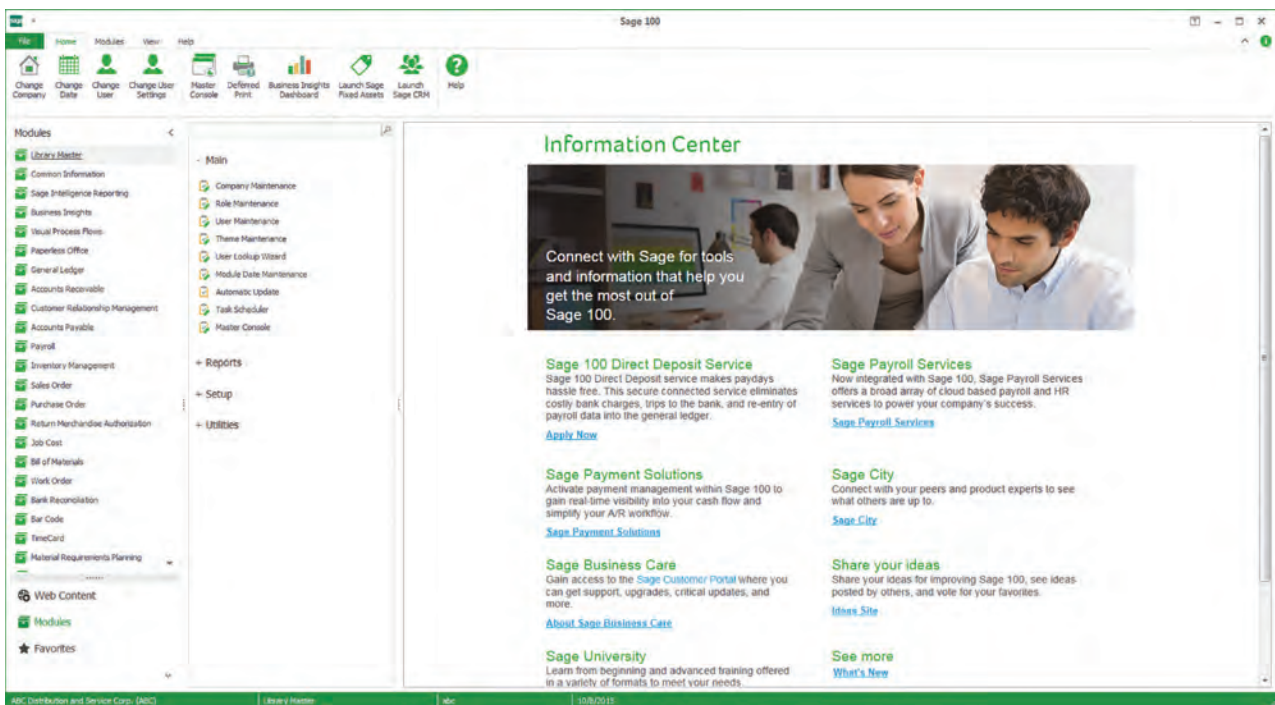 sage
Sage 100
File Home Modules View Help
Change Company
Change Date
Change User
Change User Settings
Master Console
Deferred Print
Business Insights Dashboard
Launch Sage Fixed Assets
Launch Sage CRM
Help
Modules
Library Master
Common Information
Sage Intelligence Reporting
Business Insights
Visual Process Flows
Paperless Office
General Ledger
Accounts Receivable
Customer Relationship Management
Accounts Payable
Payroll
Inventory Management
Sales Order
Purchase Order
Return Merchandise Authorization
Job Cost
Bill of Materials
Work Order
Bank Reconciliation
Bar Code
TimeCard
Material Requirements Planning
Web Content
Modules
Favorites
- Main
Company Maintenance
Role Maintenance
User Maintenance
Theme Maintenance
User Lookup Wizard
Module Date Maintenance
Automatic Update
Task Scheduler
Master Console
+ Reports
+ Setup
+ Utilities
Information Center
Connect with Sage for tools
and information that help you
get the most out of
Sage 100.
Sage 100 Direct Deposit Service
Sage 100 Direct Deposit service makes paydays
hassle free. This secure connected service eliminates
costly bank charges, trips to the bank, and re-entry of
payroll data into the general ledger.
Apply Now
Sage Payroll Services
Now integrated with Sage 100, Sage Payroll Services
offers a broad array of cloud based payroll and HR
services to power your company's success.
Sage Payroll Services
Sage Payment Solutions
Activate payment management within Sage 100 to
gain real-time visibility into your cash flow and
simplify your A/R workflow.
Sage Payment Solutions
Sage City
Connect with your peers and product experts to see
what others are up to.
Sage City
Sage Business Care
Gain access to the Sage Customer Portal where you
can get support, upgrades, critical updates, and
more.
About Sage Business Care
Share your ideas
Share your ideas for improving Sage 100, see ideas
posted by others, and vote for your favorites.
Ideas Site
Sage University
Learn from beginning and advanced training offered
in a variety of formats to meet your needs
See more
What's New
ABC Distribution and Service Corp. (ABC) Library Master abc 10/8/2015